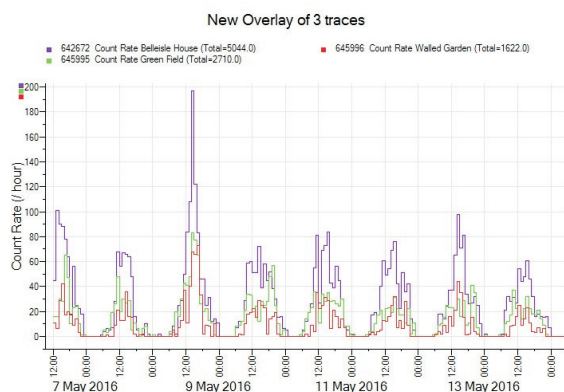 New Overlay of 3 traces
642672 Count Rate Belleisle House (Total=5044.0) 645996 Count Rate Walled Garden (Total=1622.0)
645995 Count Rate Green Field (Total=2710.0)
Count Rate (/ hour)
200
180
160
140
120
100
80
60
40
20
0
12:00 00:00 12:00 00:00 12:00 00:00 12:00 00:00 12:00 00:00 12:00 00:00 12:00 00:00 12:00 00:00
7 May 2016 9 May 2016 11 May 2016 13 May 2016